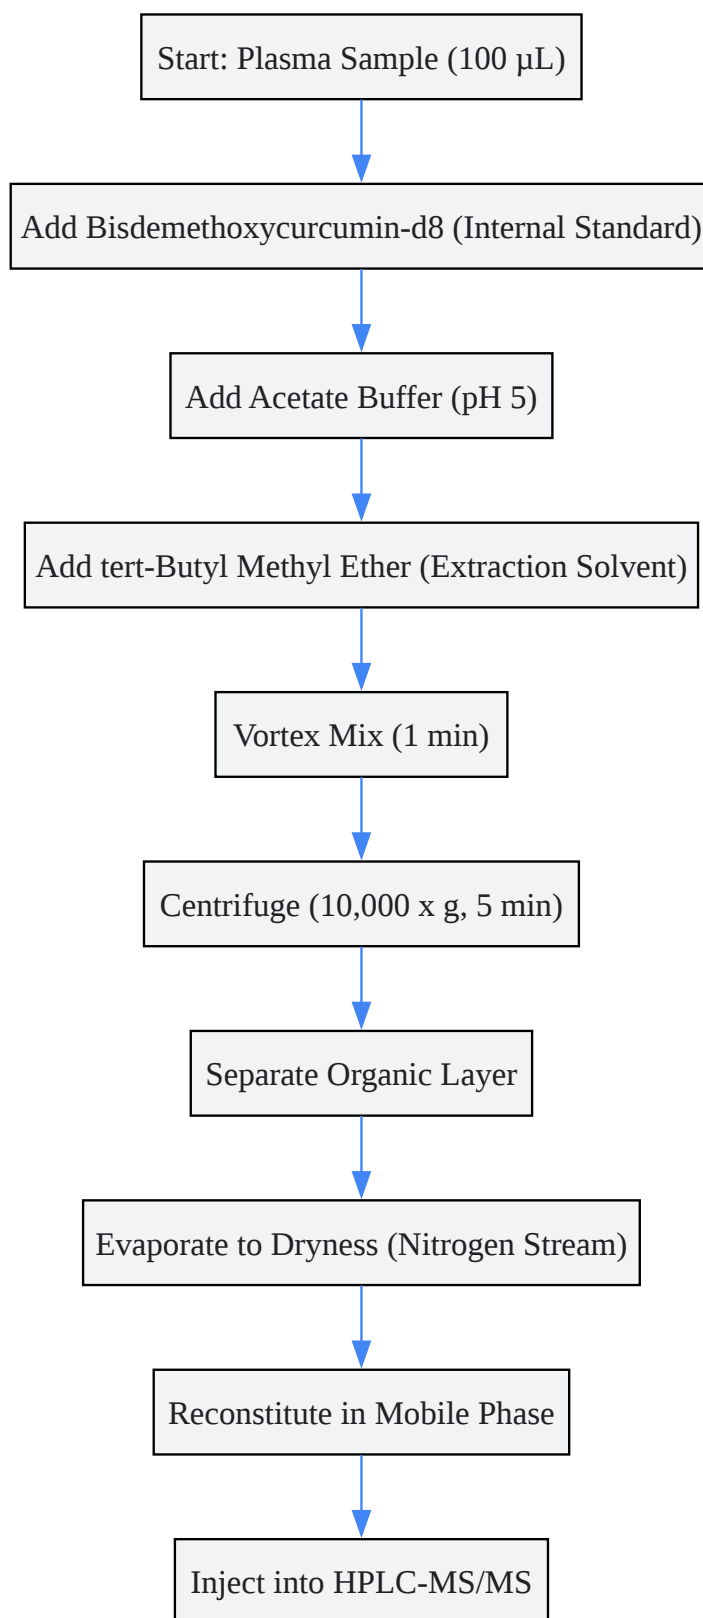 Start: Plasma Sample (100 µL)
Add Bisdemethoxycurcumin-d8 (Internal Standard)
Add Acetate Buffer (pH 5)
Add tert-Butyl Methyl Ether (Extraction Solvent)
Vortex Mix (1 min)
Centrifuge (10,000 x g, 5 min)
Separate Organic Layer
Evaporate to Dryness (Nitrogen Stream)
Reconstitute in Mobile Phase
Inject into HPLC-MS/MS